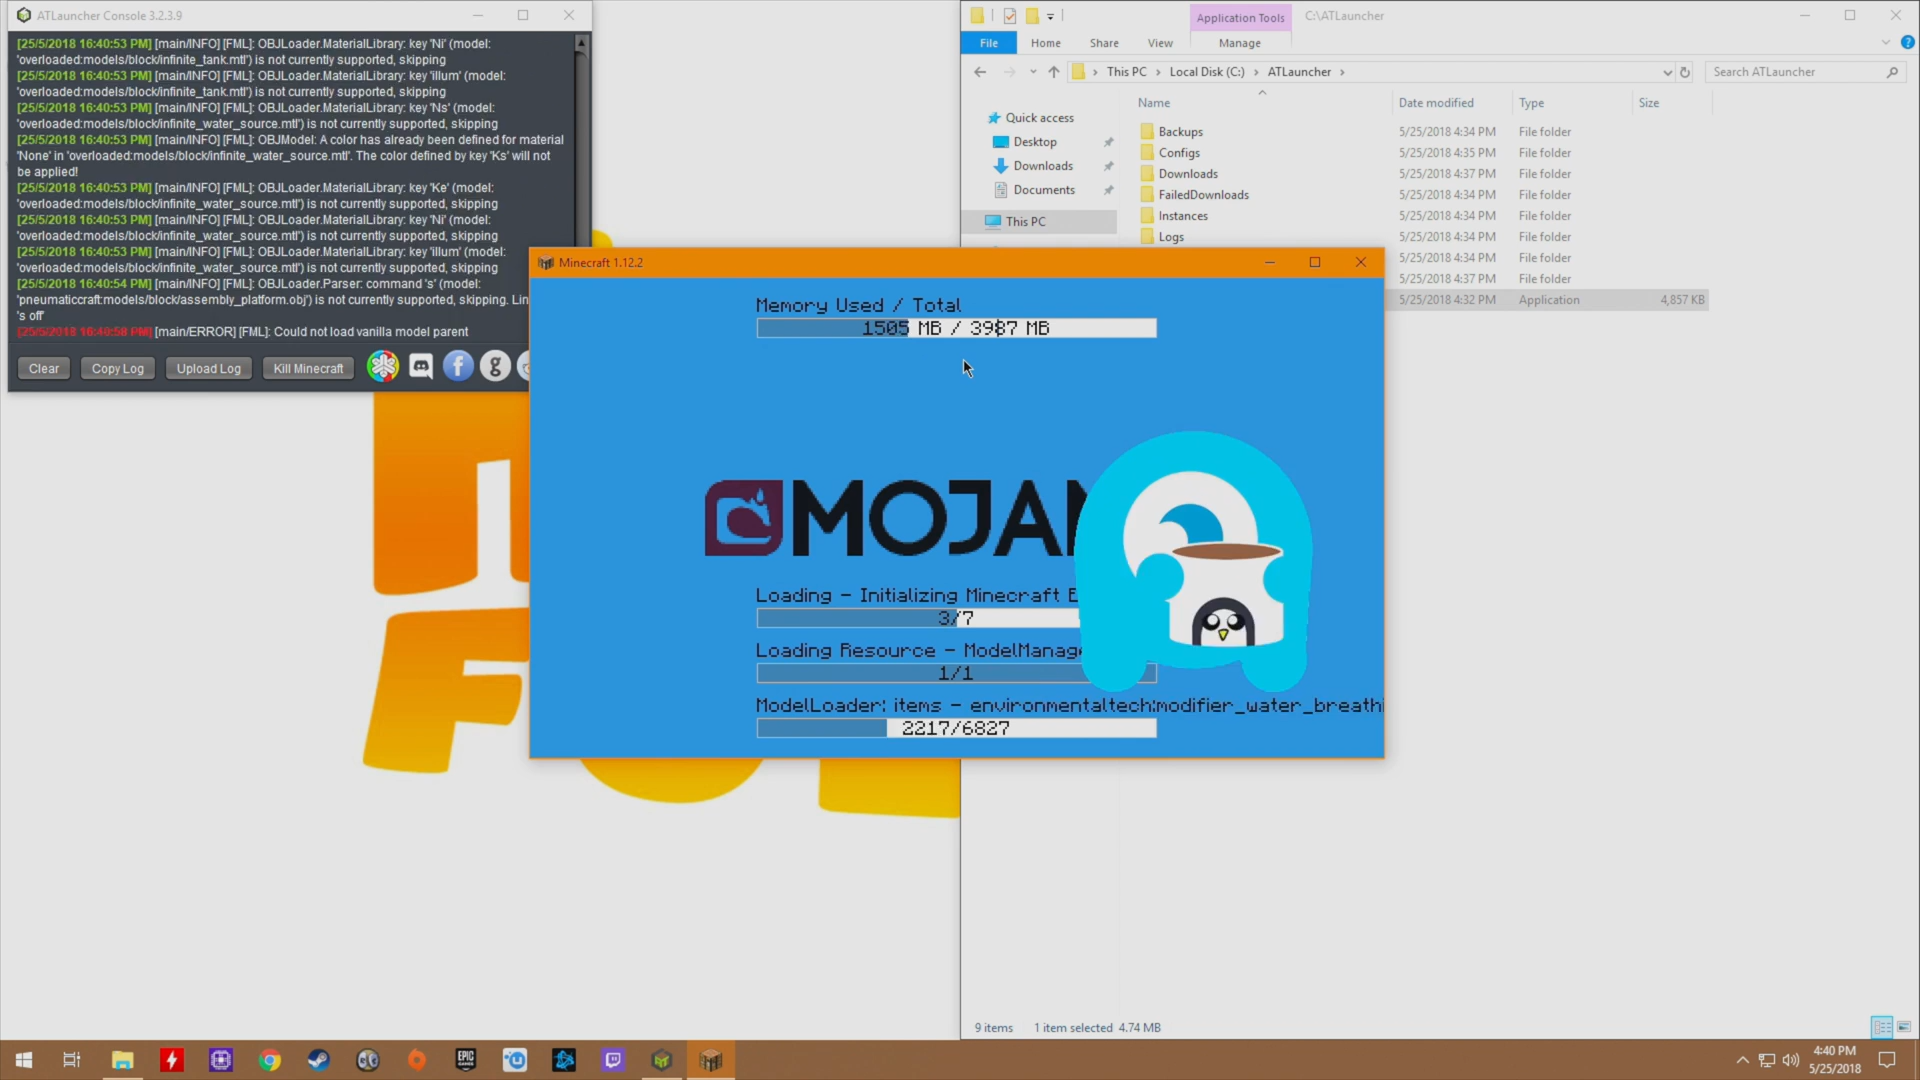 ATLauncher Console 3.2.3.9
[25/5/2018 16:40:53 PM] [main/INFO] [FML]: OBJLoader.MaterialLibrary: key 'Ni' (model:
'overloaded:models/block/infinite_tank.mtl') is not currently supported, skipping
[25/5/2018 16:40:53 PM] [main/INFO] [FML]: OBJLoader.MaterialLibrary: key 'illum' (model:
'overloaded:models/block/infinite_tank.mtl') is not currently supported, skipping
[25/5/2018 16:40:53 PM] [main/INFO] [FML]: OBJLoader.MaterialLibrary: key 'Ns' (model:
'overloaded:models/block/infinite_water_source.mtl') is not currently supported, skipping
[25/5/2018 16:40:53 PM] [main/INFO] [FML]: OBJModel: A color has already been defined for material
'None' in 'overloaded:models/block/infinite_water_source.mtl'. The color defined by key 'Ks' will not
be applied!
[25/5/2018 16:40:53 PM] [main/INFO] [FML]: OBJLoader.MaterialLibrary: key 'Ke' (model:
'overloaded:models/block/infinite_water_source.mtl') is not currently supported, skipping
[25/5/2018 16:40:53 PM] [main/INFO] [FML]: OBJLoader.MaterialLibrary: key 'Ni' (model:
'overloaded:models/block/infinite_water_source.mtl') is not currently supported, skipping
[25/5/2018 16:40:53 PM] [main/INFO] [FML]: OBJLoader.MaterialLibrary: key 'illum' (model:
'overloaded:models/block/infinite_water_source.mtl') is not currently supported, skipping
[25/5/2018 16:40:54 PM] [main/INFO] [FML]: OBJLoader.Parser: command 's' (model:
'pneumaticcraft:models/block/assembly_platform.obj') is not currently supported, skipping. Lin
's off'
[25/5/2018 16:40:58 PM] [main/ERROR] [FML]: Could not load vanilla model parent
Clear
Copy Log
Upload Log
Kill Minecraft
Application Tools
C:\ATLauncher
File
Home
Share
View
Manage
This PC
Local Disk (C:)
ATLauncher
Search ATLauncher
Name
Date modified
Type
Size
Quick access
Desktop
Downloads
Documents
This PC
Backups 5/25/2018 4:34 PM File folder
Configs 5/25/2018 4:35 PM File folder
Downloads 5/25/2018 4:37 PM File folder
FailedDownloads 5/25/2018 4:34 PM File folder
Instances 5/25/2018 4:34 PM File folder
Logs 5/25/2018 4:34 PM File folder
5/25/2018 4:34 PM File folder
5/25/2018 4:37 PM File folder
5/25/2018 4:32 PM Application 4,857 KB
Minecraft 1.12.2
Memory Used / Total
1505 MB / 3987 MB
MOJAN
Loading - Initializing Minecraft E
3/7
Loading Resource - ModelManage
1/1
ModelLoader: items - environmentaltech:modifier_water_breathi
2217/6827
9 items
1 item selected 4.74 MB
EPIC
GAMES
4:40 PM
5/25/2018